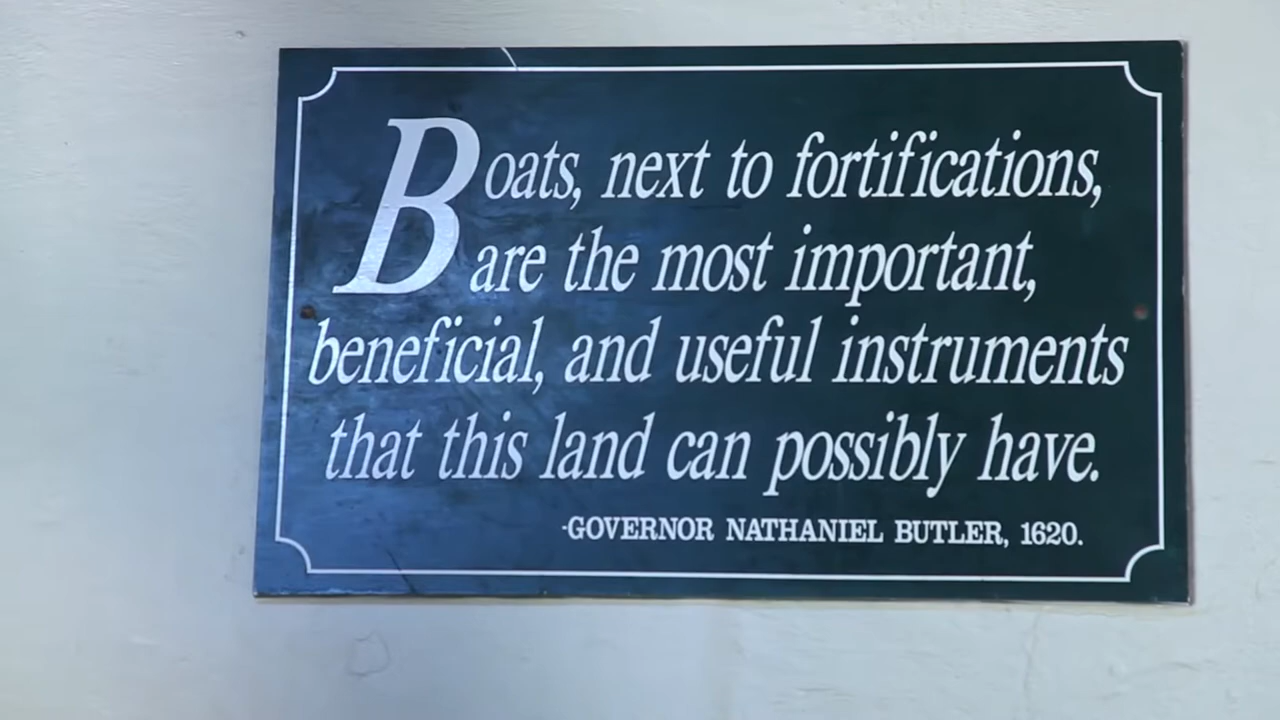 Boats, next to fortifications,
are the most important,
beneficial, and useful instruments
that this land can possibly have.
-GOVERNOR NATHANIEL BUTLER, 1620.